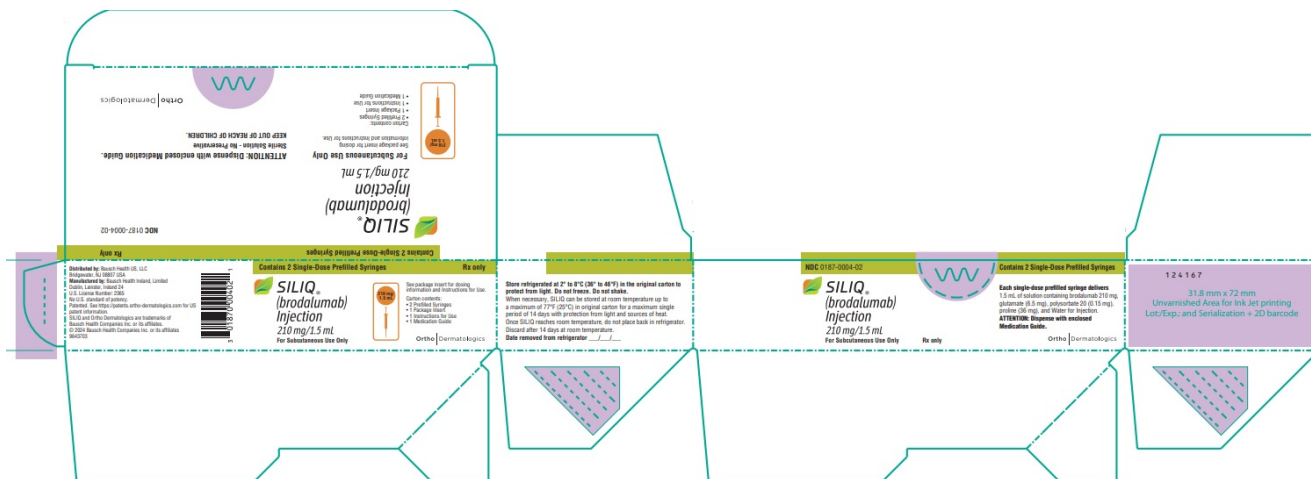 Ortho Dermatologics
ATTENTION: Dispense with enclosed Medication Guide.
Sterile Solution - No Preservative
KEEP OUT OF REACH OF CHILDREN.
NDC 0187-0004-02
SILIQ®
(brodalumab)
Injection
210 mg/1.5 mL
For Subcutaneous Use Only
See package insert for dosing
information and Instructions for Use.
Carton contents:
• 2 Prefilled Syringes
• 1 Package Insert
• 1 Instructions for Use
• 1 Medication Guide
210 mg/
1.5 mL
Contains 2 Single-Dose Prefilled Syringes
Rx only
Distributed by: Bausch Health US, LLC
Bridgewater, NJ 08807 USA
Manufactured by: Bausch Health Ireland, Limited
Dublin, Leinster, Ireland 24
U.S. License Number: 2065
No U.S. standard of potency.
Patented. See https://patents.ortho-dermatologics.com for US
patent information.
SILIQ and Ortho Dermatologics are trademarks of
Bausch Health Companies Inc. or its affiliates.
© 2024 Bausch Health Companies Inc. or its affiliates
9643703
3 0187000402 1
Contains 2 Single-Dose Prefilled Syringes Rx only
SILIQ®
(brodalumab)
Injection
210 mg/1.5 mL
For Subcutaneous Use Only
210 mg/
1.5 mL
See package insert for dosing
information and Instructions for Use.
Carton contents:
• 2 Prefilled Syringes
• 1 Package Insert
• 1 Instructions for Use
• 1 Medication Guide
Ortho Dermatologics
Store refrigerated at 2° to 8°C (36° to 46°F) in the original carton to
protect from light. Do not freeze. Do not shake.
When necessary, SILIQ can be stored at room temperature up to
a maximum of 77°F (25°C) in original carton for a maximum single
period of 14 days with protection from light and sources of heat.
Once SILIQ reaches room temperature, do not place back in refrigerator.
Discard after 14 days at room temperature.
Date removed from refrigerator ___/___/___
NDC 0187-0004-02
SILIQ®
(brodalumab)
Injection
210 mg/1.5 mL
For Subcutaneous Use Only Rx only
Contains 2 Single-Dose Prefilled Syringes
Each single-dose prefilled syringe delivers
1.5 mL of solution containing brodalumab 210 mg,
glutamate (6.5 mg), polysorbate 20 (0.15 mg),
proline (36 mg), and Water for Injection.
ATTENTION: Dispense with enclosed
Medication Guide.
Ortho Dermatologics
124167
31.8 mm x 72 mm
Unvarnished Area for Ink Jet printing
Lot:/Exp.: and Serialization + 2D barcode